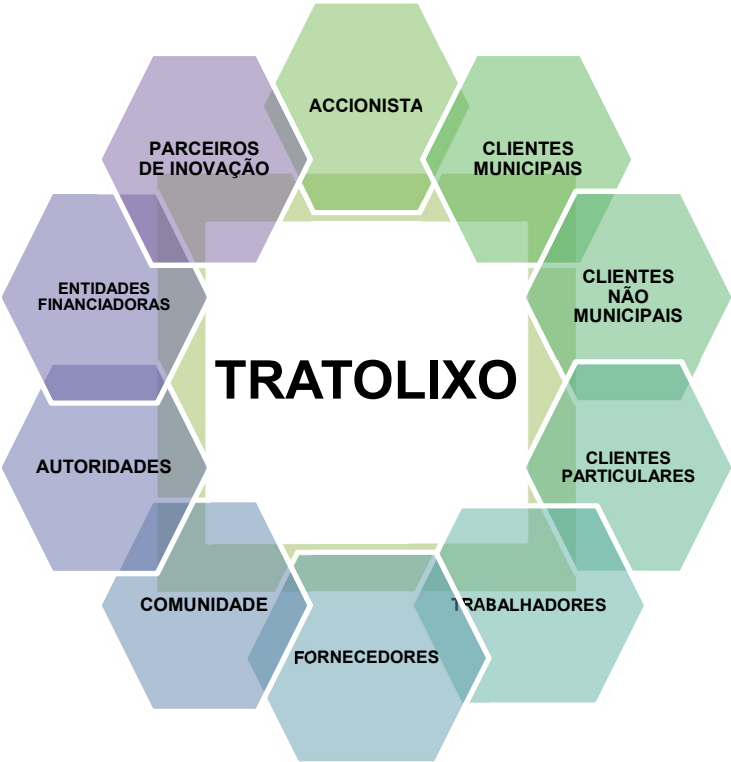 ACCIONISTA
CLIENTES
MUNICIPAIS
CLIENTES
NÃO
MUNICIPAIS
CLIENTES
PARTICULARES
TRABALHADORES
FORNECEDORES
COMUNIDADE
AUTORIDADES
ENTIDADES
FINANCIADORAS
PARCEIROS
DE INOVAÇÃO
TRATOLIXO